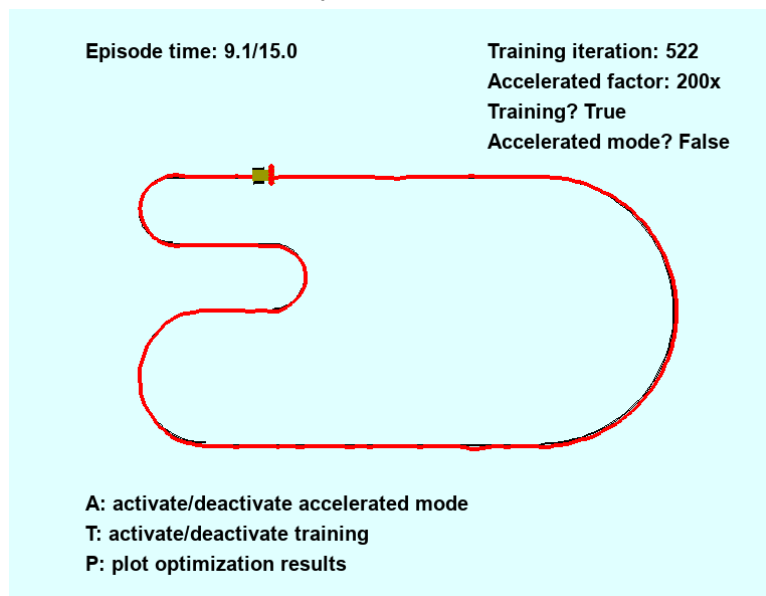 Episode time: 9.1/15.0
Training iteration: 522
Accelerated factor: 200x
Training? True
Accelerated mode? False
A: activate/deactivate accelerated mode
T: activate/deactivate training
P: plot optimization results